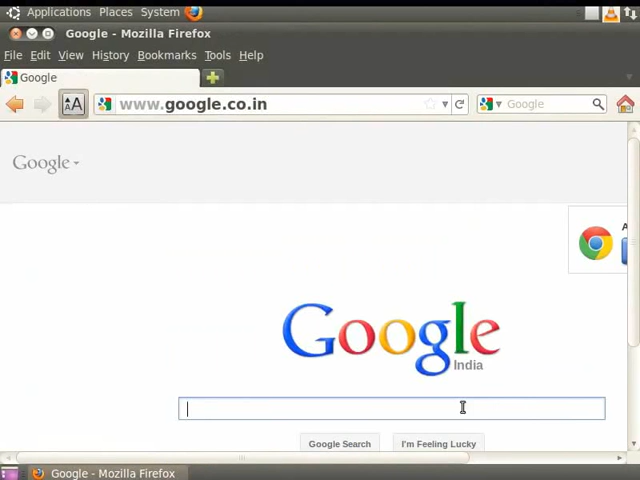 Applications Places System
Google - Mozilla Firefox
File Edit View History Bookmarks Tools Help
Google
www.google.co.in
Google
Google
Google
India
Google Search I'm Feeling Lucky
Google - Mozilla Firefox